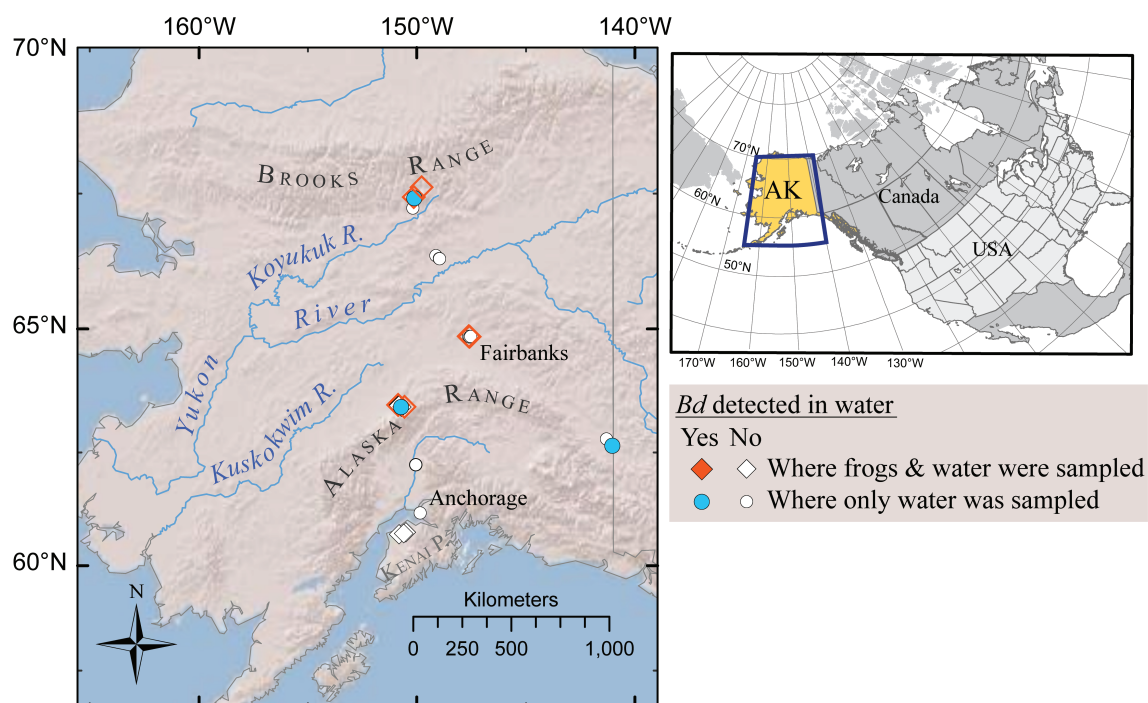 160°W 150°W 140°W
70°N
65°N
60°N
BROOKS RANGE
Koyukuk R.
River
Yukon
Fairbanks
Kuskokwim R.
ALASKA RANGE
Anchorage
KENAI P.
N
Kilometers
0 250 500 1,000
70°N
60°N
50°N
AK
Canada
USA
170°W 160°W 150°W 140°W 130°W
Bd detected in water
Yes No
Where frogs & water were sampled
Where only water was sampled